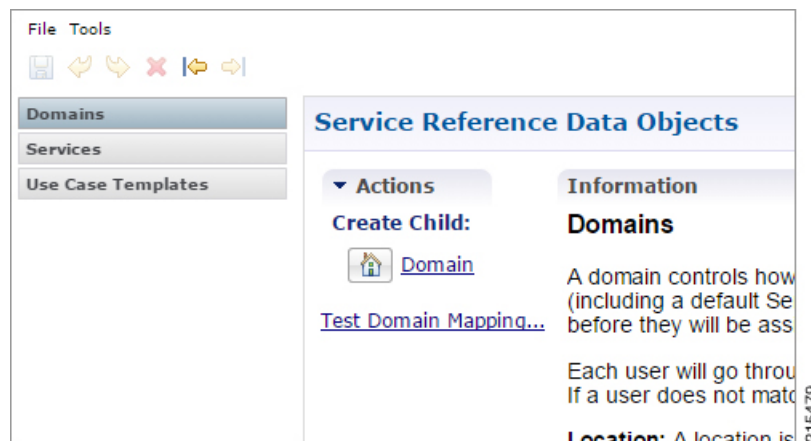 File Tools
Domains
Services
Use Case Templates
Service Reference Data Objects
Actions
Create Child:
Domain
Test Domain Mapping...
Information
Domains
A domain controls how
(including a default Se
before they will be ass
Each user will go throu
If a user does not matc
Location: A location is